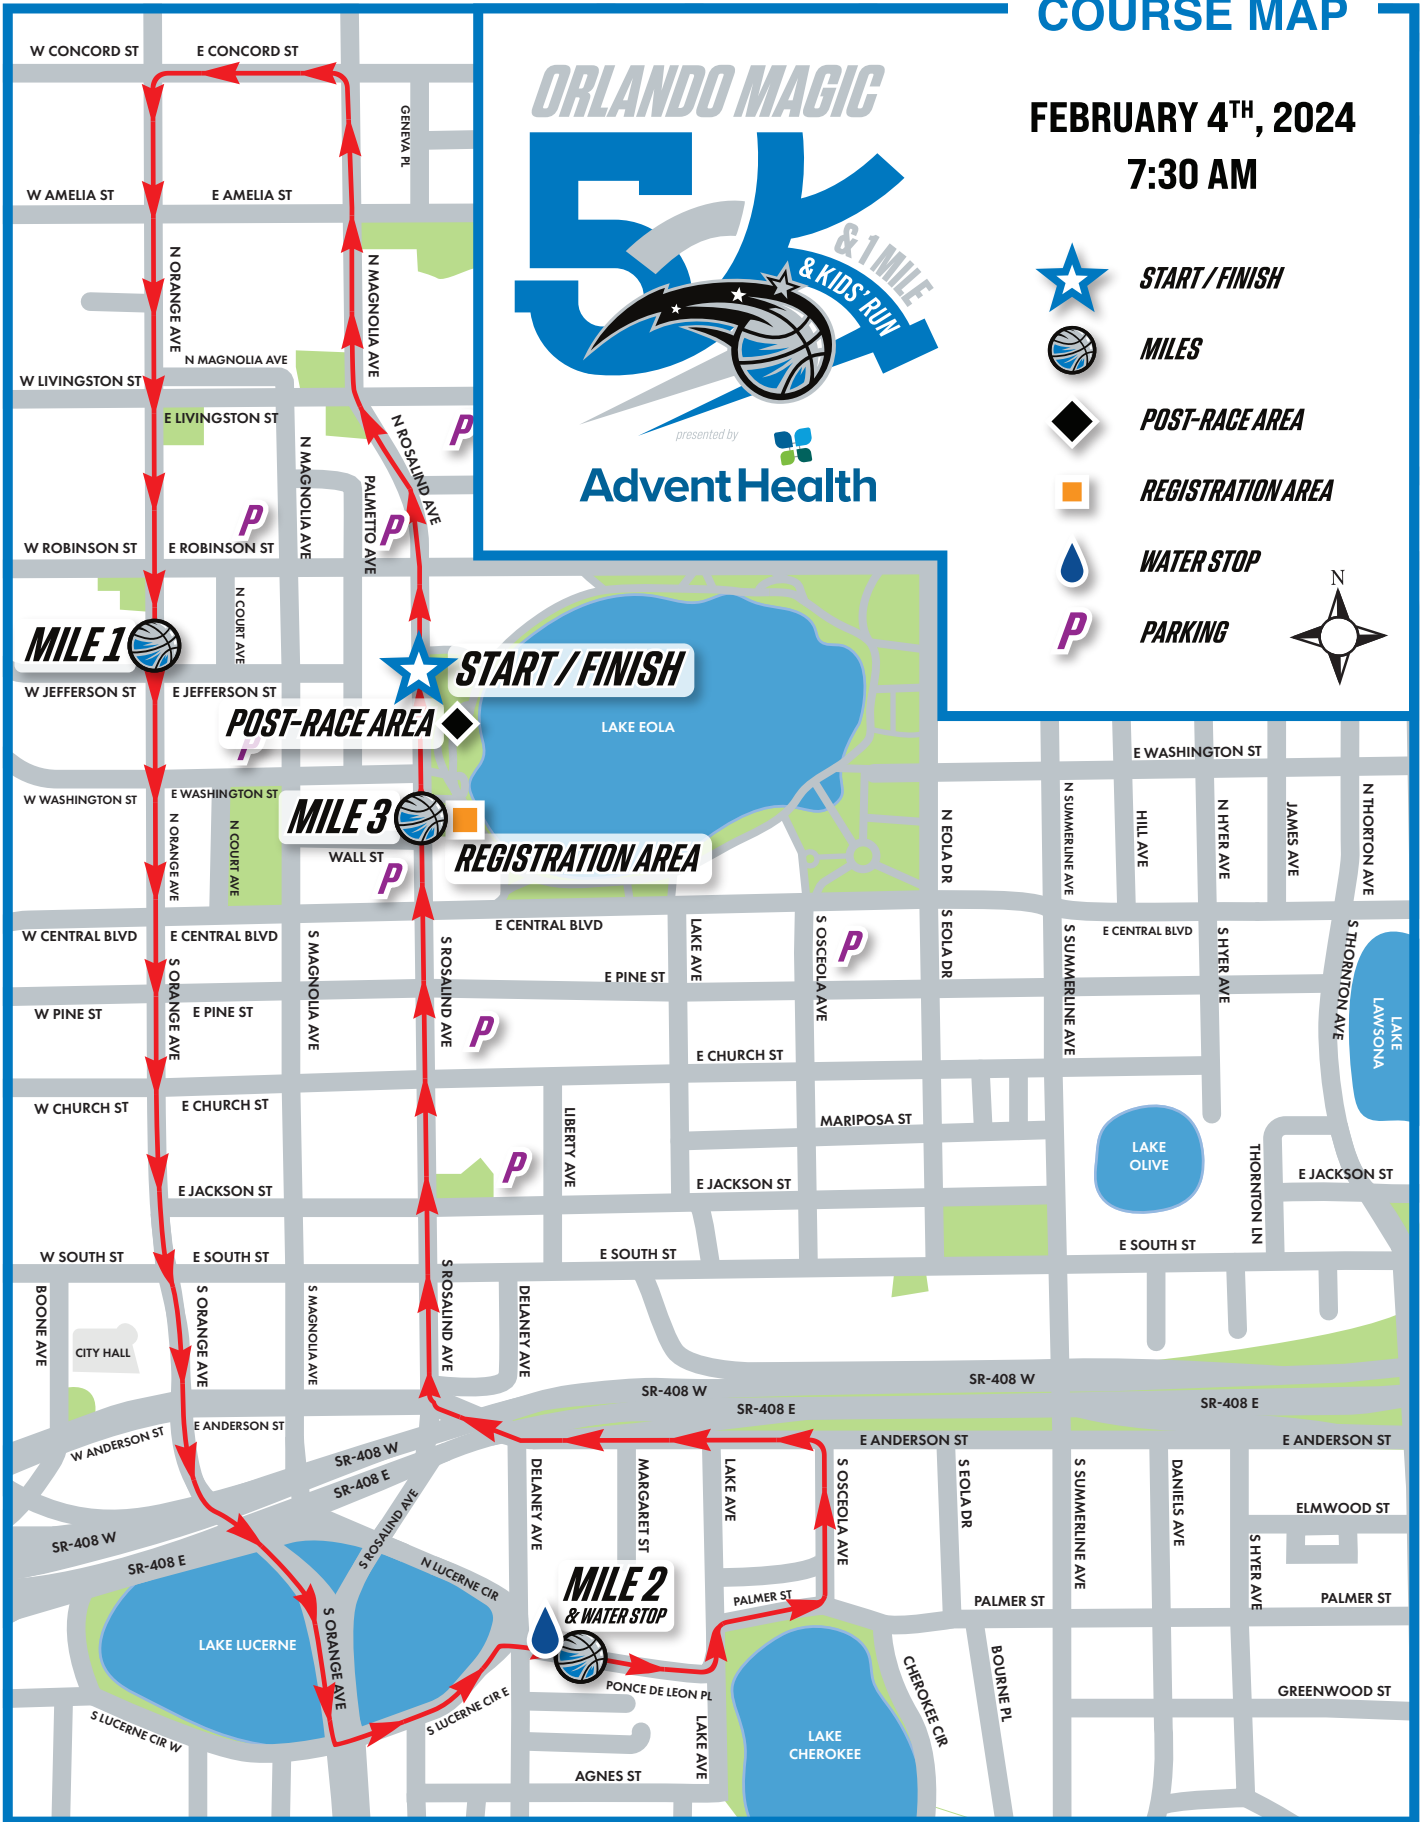 COURSE MAP
ORLANDO MAGIC
5K
& 1 MILE
& KIDS' RUN
presented by
AdventHealth
FEBRUARY 4TH, 2024
7:30 AM
START / FINISH
MILES
POST-RACE AREA
REGISTRATION AREA
WATER STOP
P
PARKING
N
W CONCORD ST
E CONCORD ST
GENEVA PL
W AMELIA ST
E AMELIA ST
N ORANGE AVE
N MAGNOLIA AVE
N MAGNOLIA AVE
W LIVINGSTON ST
E LIVINGSTON ST
N ROSALIND AVE
P
N MAGNOLIA AVE
PALMETTO AVE
P
P
W ROBINSON ST
E ROBINSON ST
N COURT AVE
MILE 1
START / FINISH
W JEFFERSON ST
E JEFFERSON ST
POST-RACE AREA
P
LAKE EOLA
W WASHINGTON ST
E WASHINGTON ST
E WASHINGTON ST
N ORANGE AVE
N COURT AVE
MILE 3
WALL ST
P
REGISTRATION AREA
N EOLA DR
N SUMMERLINE AVE
HILL AVE
N HYER AVE
JAMES AVE
N THORTON AVE
W CENTRAL BLVD
E CENTRAL BLVD
E CENTRAL BLVD
E CENTRAL BLVD
S ORANGE AVE
S MAGNOLIA AVE
S ROSALIND AVE
LAKE AVE
S OSCEOLA AVE
P
S EOLA DR
S SUMMERLINE AVE
S HYER AVE
S THORNTON AVE
LAKE
LAWSONA
W PINE ST
E PINE ST
E PINE ST
P
W CHURCH ST
E CHURCH ST
E CHURCH ST
LIBERTY AVE
MARIPOSA ST
LAKE
OLIVE
THORNTON LN
P
E JACKSON ST
E JACKSON ST
E JACKSON ST
W SOUTH ST
E SOUTH ST
E SOUTH ST
E SOUTH ST
BOONE AVE
CITY HALL
S ORANGE AVE
S MAGNOLIA AVE
S ROSALIND AVE
DELANEY AVE
SR-408 W
SR-408 W
SR-408 E
SR-408 E
W ANDERSON ST
E ANDERSON ST
E ANDERSON ST
E ANDERSON ST
SR-408 W
SR-408 E
SR-408 W
SR-408 E
S ROSALIND AVE
N LUCERNE CIR
DELANEY AVE
MARGARET ST
LAKE AVE
S OSCEOLA AVE
S EOLA DR
S SUMMERLINE AVE
DANIELS AVE
ELMWOOD ST
S HYER AVE
MILE 2
& WATER STOP
PALMER ST
PALMER ST
PALMER ST
LAKE LUCERNE
S ORANGE AVE
S LUCERNE CIR W
S LUCERNE CIR E
PONCE DE LEON PL
LAKE AVE
LAKE
CHEROKEE
CHEROKEE CIR
BOURNE PL
GREENWOOD ST
AGNES ST